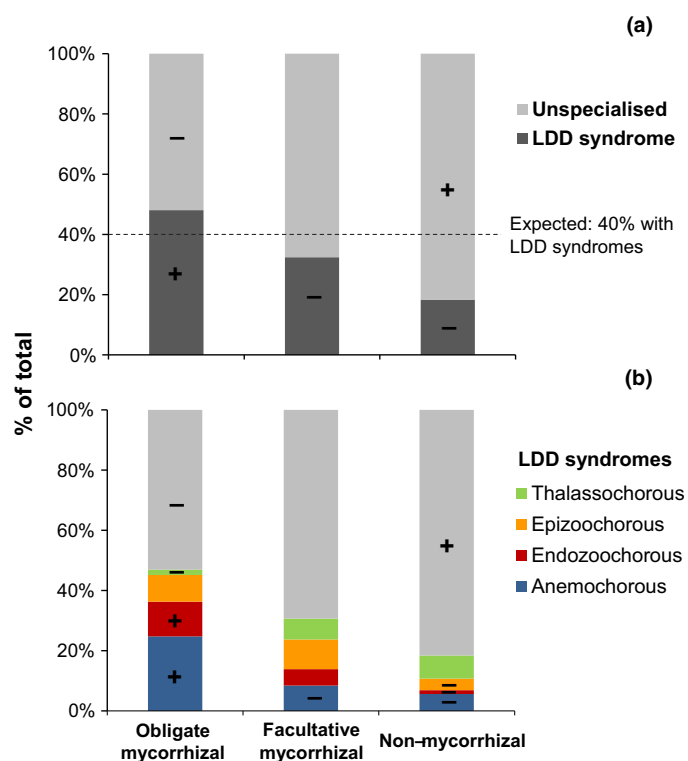 (a)
100%
80%
60%
40%
20%
0%
Unspecialised
LDD syndrome
Expected: 40% with
LDD syndromes
−
+
−
+
−
% of total
(b)
100%
80%
60%
40%
20%
0%
LDD syndromes
Thalassochorous
Epizoochorous
Endozoochorous
Anemochorous
−
−
+
+
−
+
−
−
−
Obligate
mycorrhizal
Facultative
mycorrhizal
Non–mycorrhizal